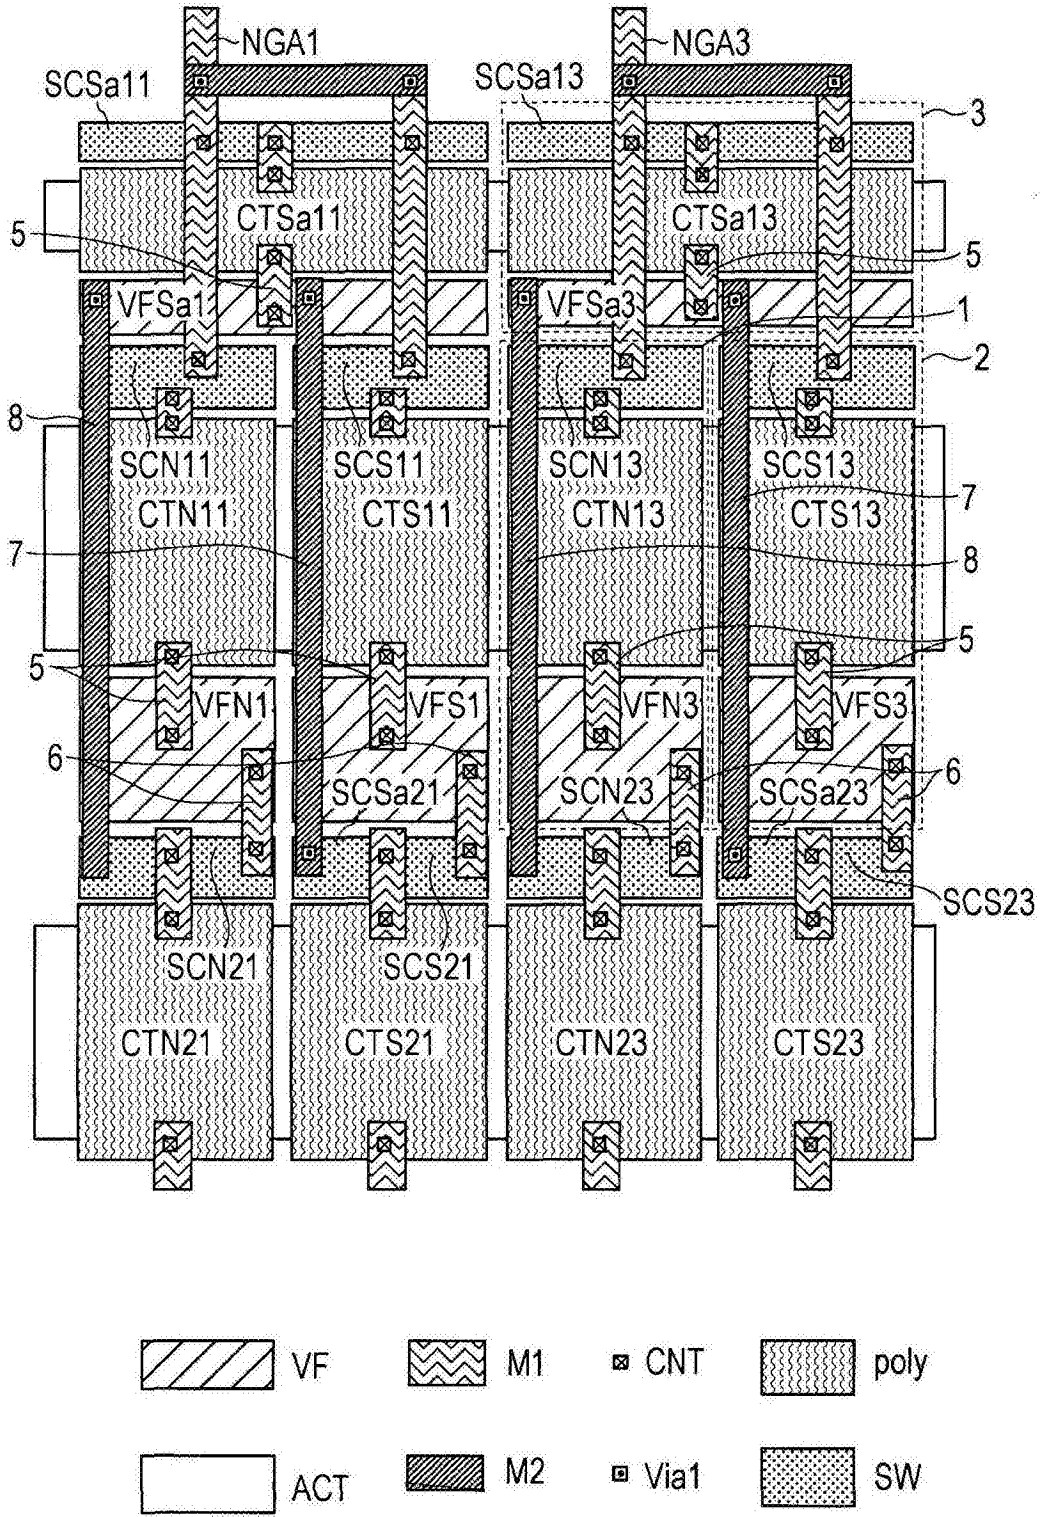 NGA1 NGA3
SCSa11 SCSa13
3
CTSa11 CTSa13
5 5
VFSa1 VFSa3
1
2
8
SCN11 SCS11 SCN13 SCS13
CTN11 CTS11 CTN13 CTS13
7
7 8
5 5
VFN1 VFS1 VFN3 VFS3
6 6
SCSa21 SCN23 SCSa23
SCS23
SCN21 SCS21
CTN21 CTS21 CTN23 CTS23
VF M1 CNT poly
ACT M2 Via1 SW